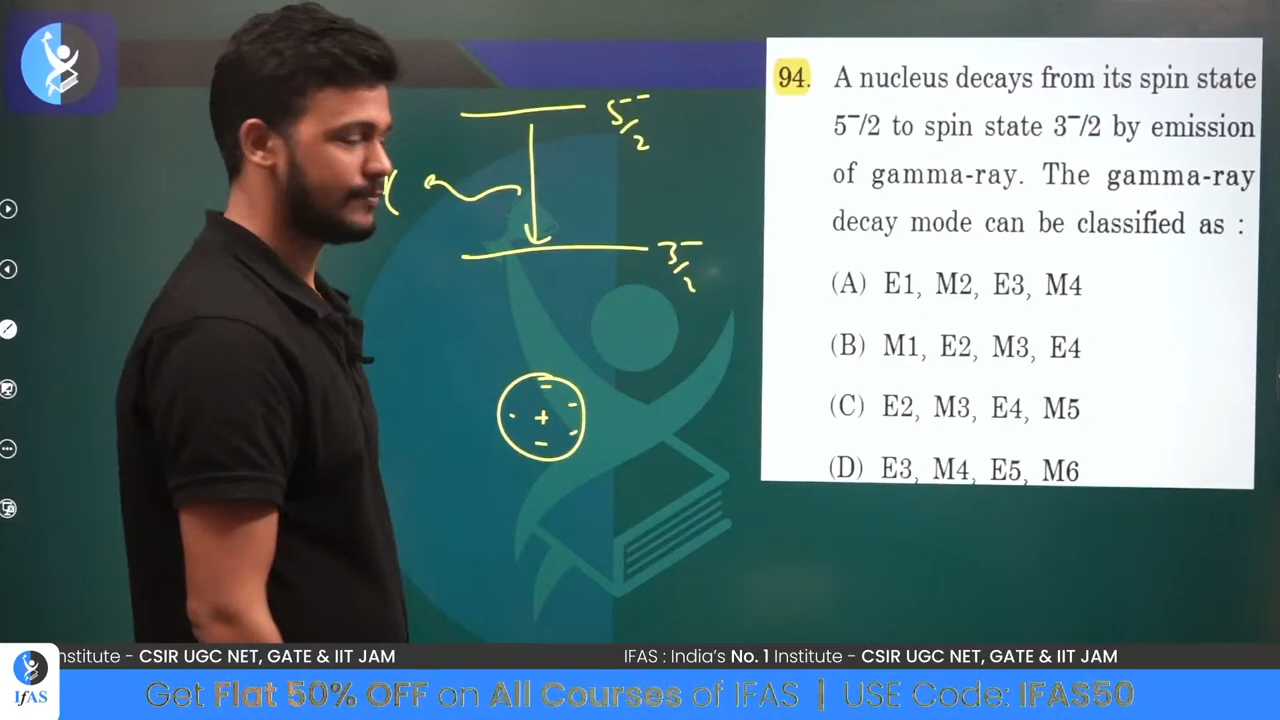 94. A nucleus decays from its spin state
5⁻/2 to spin state 3⁻/2 by emission
of gamma-ray. The gamma-ray
decay mode can be classified as :
(A) E1, M2, E3, M4
(B) M1, E2, M3, E4
(C) E2, M3, E4, M5
(D) E3, M4, E5, M6
5⁻/2
3⁻/2
+
nstitute - CSIR UGC NET, GATE & IIT JAM
IFAS : India's No. 1 Institute - CSIR UGC NET, GATE & IIT JAM
IfAS
Get Flat 50% OFF on All Courses of IFAS | USE Code: IFAS50